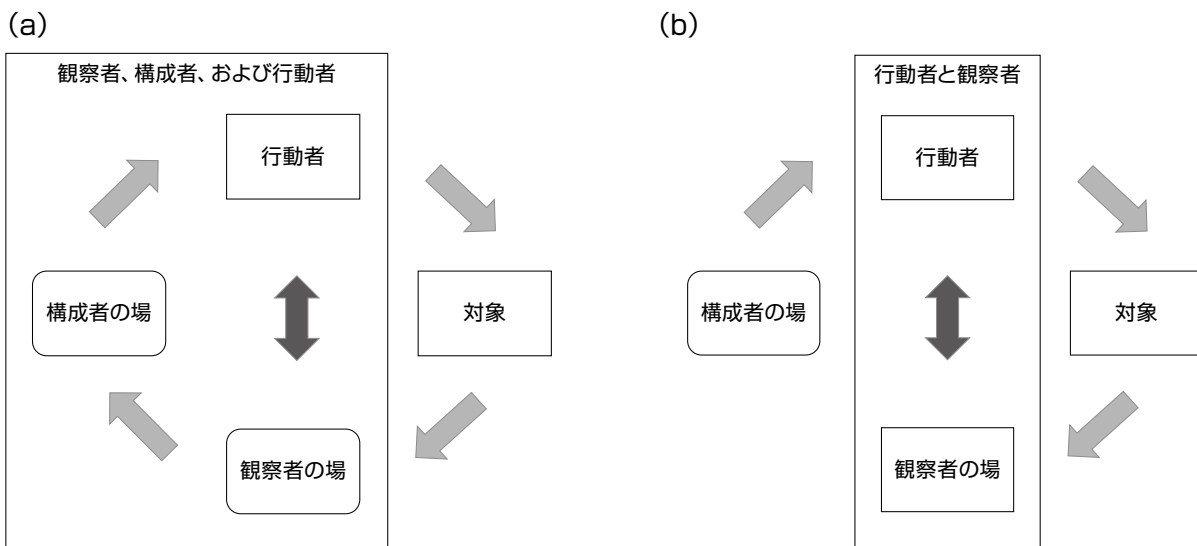 (a)
観察者、構成者、および行動者
行動者
構成者の場
対象
観察者の場
(b)
行動者と観察者
行動者
構成者の場
対象
観察者の場